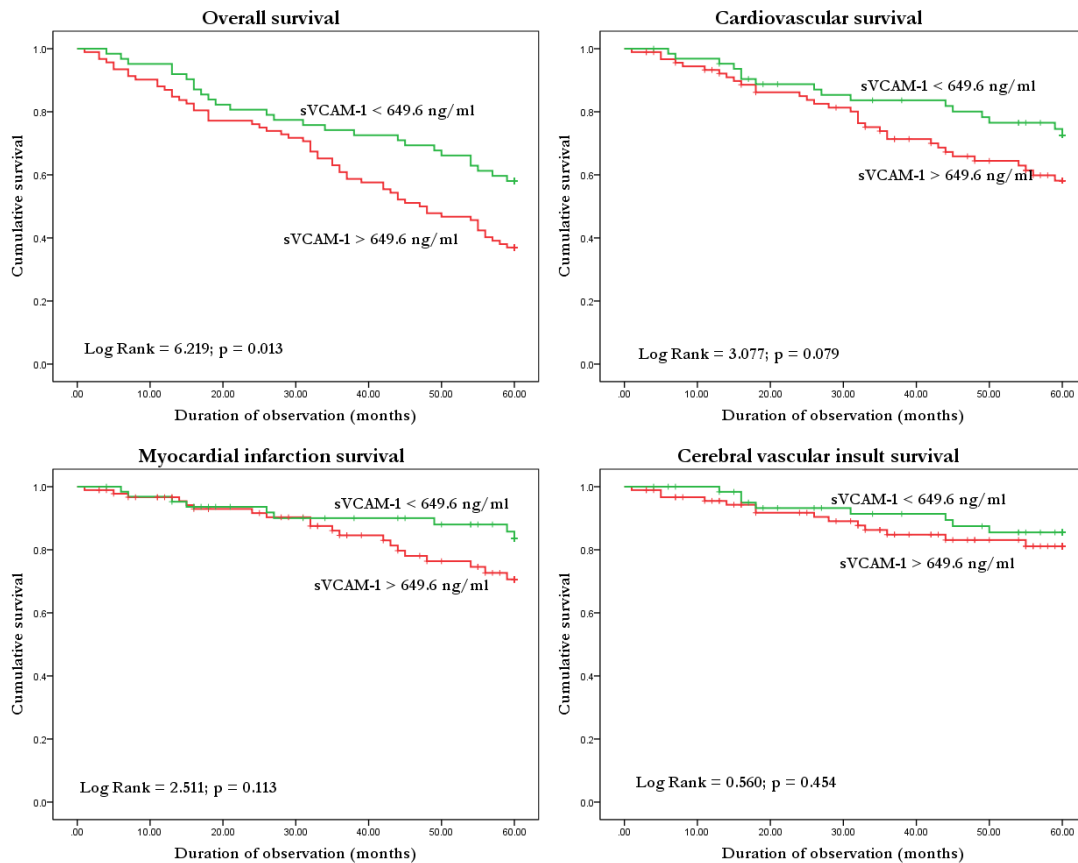 Overall survival
Cumulative survival
1.0
0.8
0.6
0.4
0.2
0.0
sVCAM-1 < 649.6 ng/ml
sVCAM-1 > 649.6 ng/ml
Log Rank = 6.219; p = 0.013
.00 10.00 20.00 30.00 40.00 50.00 60.00
Duration of observation (months)
Cardiovascular survival
Cumulative survival
1.0
0.8
0.6
0.4
0.2
0.0
sVCAM-1 < 649.6 ng/ml
sVCAM-1 > 649.6 ng/ml
Log Rank = 3.077; p = 0.079
.00 10.00 20.00 30.00 40.00 50.00 60.00
Duration of observation (months)
Myocardial infarction survival
Cumulative survival
1.0
0.8
0.6
0.4
0.2
0.0
sVCAM-1 < 649.6 ng/ml
sVCAM-1 > 649.6 ng/ml
Log Rank = 2.511; p = 0.113
.00 10.00 20.00 30.00 40.00 50.00 60.00
Duration of observation (months)
Cerebral vascular insult survival
Cumulative survival
1.0
0.8
0.6
0.4
0.2
0.0
sVCAM-1 < 649.6 ng/ml
sVCAM-1 > 649.6 ng/ml
Log Rank = 0.560; p = 0.454
.00 10.00 20.00 30.00 40.00 50.00 60.00
Duration of observation (months)